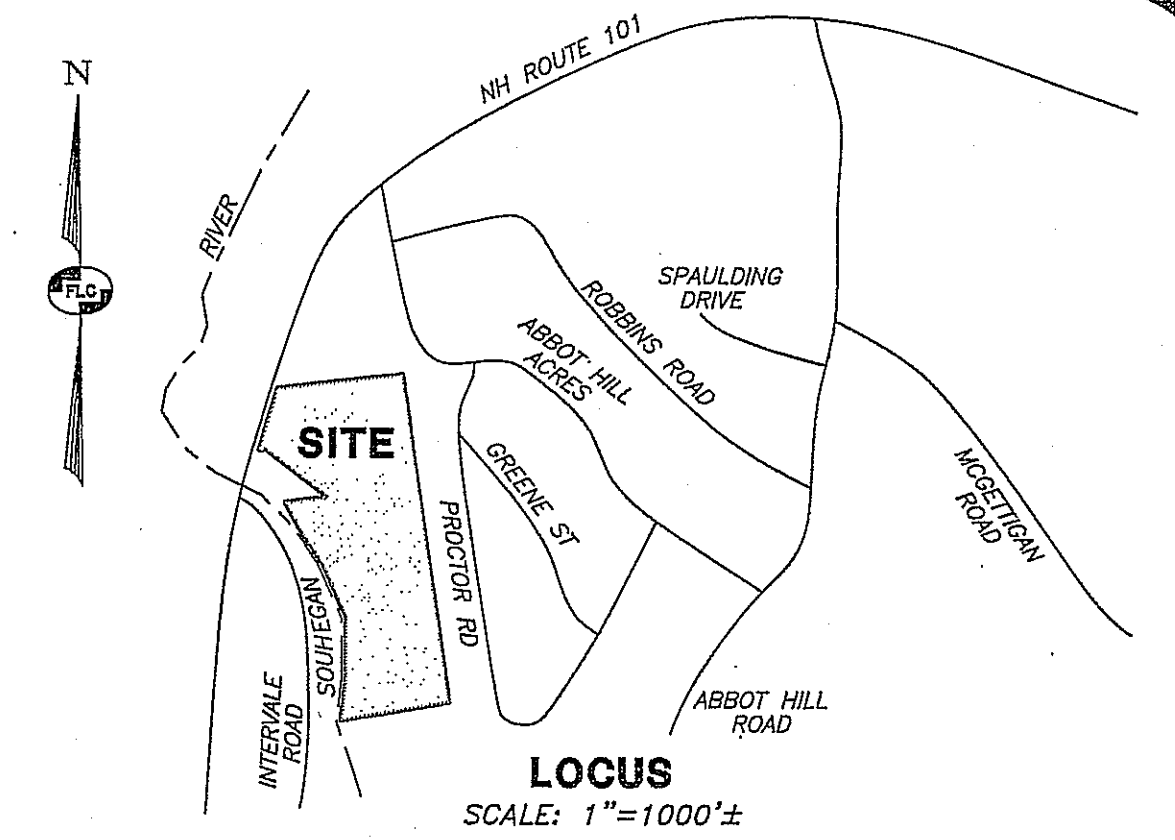 N
NH ROUTE 101
RIVER
FLC
SPAULDING
DRIVE
ROBBINS ROAD
ABBOT HILL
ACRES
SITE
GREENE ST
MCGETTIGAN
ROAD
PROCTOR RD
SOUHEGAN
INTERVALE
ROAD
ABBOT HILL
ROAD
LOCUS
SCALE: 1"=1000'±